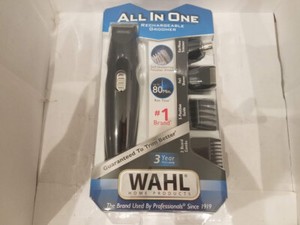 ALL IN ONE
RECHARGEABLE
GROOMER
80 Min
#1
Brand
Guaranteed To "Trim Better"
3 Year
WAHL
HOME PRODUCTS
The Brand Used By Professionals Since 1919